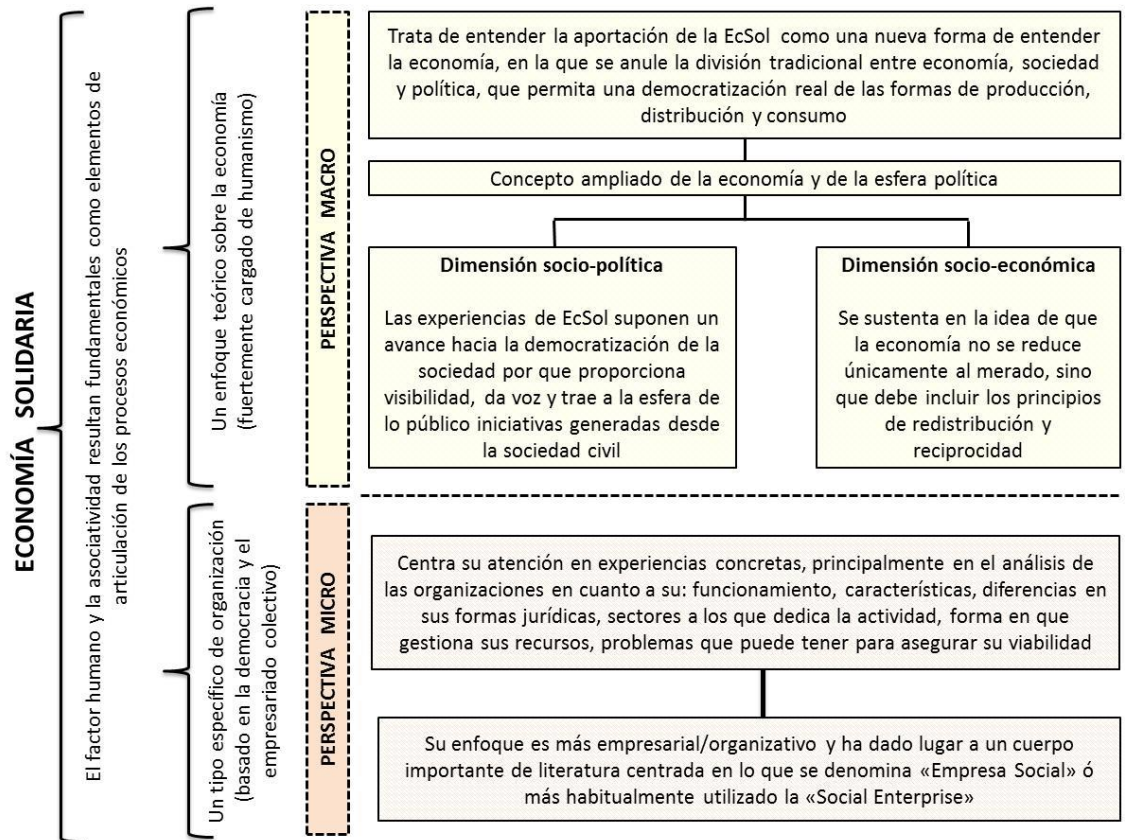 ECONOMÍA SOLIDARIA
El factor humano y la asociatividad resultan fundamentales como elementos de
articulación de los procesos económicos
Un enfoque teórico sobre la economía
(fuertemente cargado de humanismo)
PERSPECTIVA MACRO
Trata de entender la aportación de la EcSol como una nueva forma de entender
la economía, en la que se anule la división tradicional entre economía, sociedad
y política, que permita una democratización real de las formas de producción,
distribución y consumo
Concepto ampliado de la economía y de la esfera política
Dimensión socio-política
Las experiencias de EcSol suponen un
avance hacia la democratización de la
sociedad por que proporciona
visibilidad, da voz y trae a la esfera de
lo público iniciativas generadas desde
la sociedad civil
Dimensión socio-económica
Se sustenta en la idea de que
la economía no se reduce
únicamente al merado, sino
que debe incluir los principios
de redistribución y
reciprocidad
Un tipo específico de organización
(basado en la democracia y el
empresariado colectivo)
PERSPECTIVA MICRO
Centra su atención en experiencias concretas, principalmente en el análisis de
las organizaciones en cuanto a su: funcionamiento, características, diferencias en
sus formas jurídicas, sectores a los que dedica la actividad, forma en que
gestiona sus recursos, problemas que puede tener para asegurar su viabilidad
Su enfoque es más empresarial/organizativo y ha dado lugar a un cuerpo
importante de literatura centrada en lo que se denomina «Empresa Social» ó
más habitualmente utilizado la «Social Enterprise»